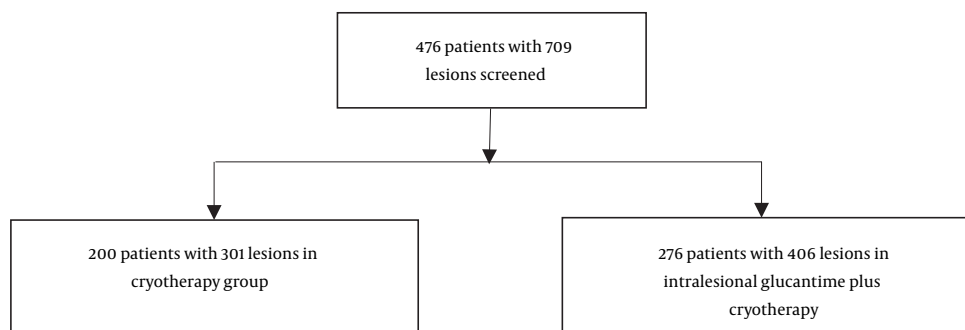 476 patients with 709
lesions screened
200 patients with 301 lesions in
cryotherapy group
276 patients with 406 lesions in
intralesional glucantime plus
cryotherapy